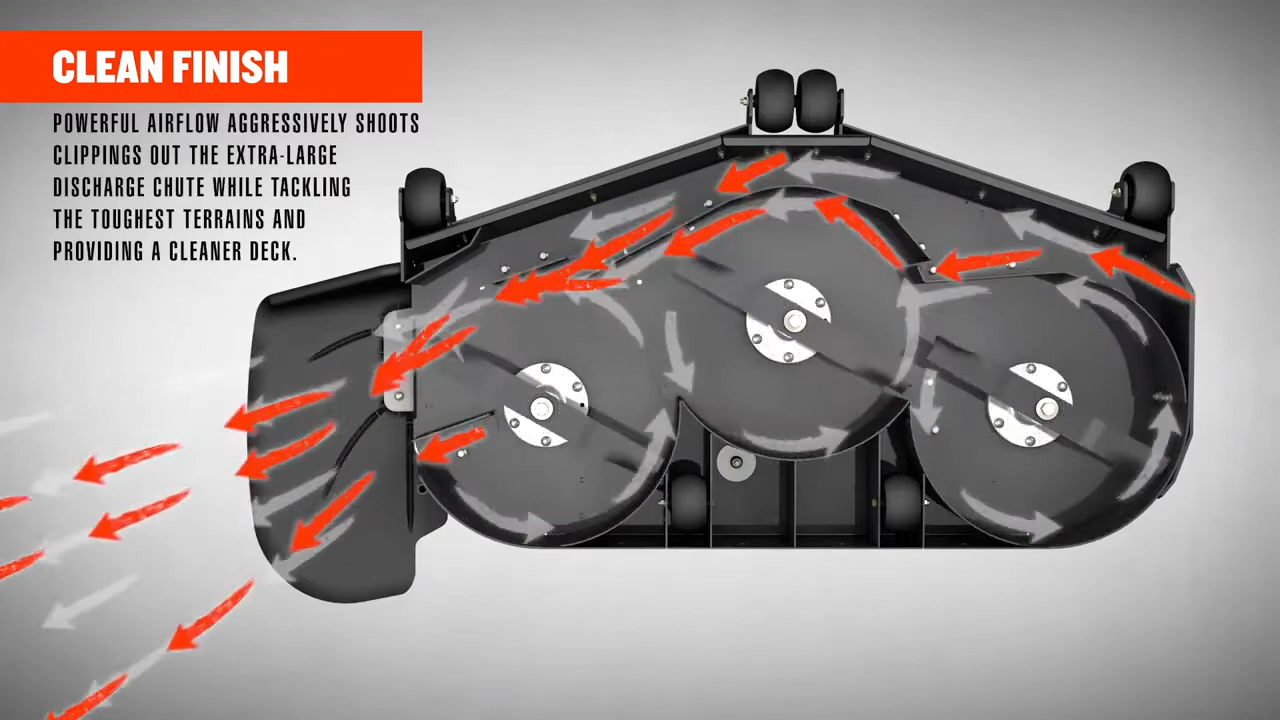 CLEAN FINISH
POWERFUL AIRFLOW AGGRESSIVELY SHOOTS
CLIPPINGS OUT THE EXTRA-LARGE
DISCHARGE CHUTE WHILE TACKLING
THE TOUGHEST TERRAINS AND
PROVIDING A CLEANER DECK.